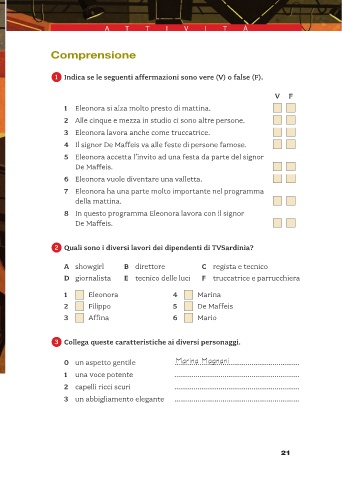 ATTIVITÀ
Comprensione
1 Indica se le seguenti affermazioni sono vere (V) o false (F).
V F
1 Eleonora si alza molto presto di mattina.
2 Alle cinque e mezza in studio ci sono altre persone.
3 Eleonora lavora anche come truccatrice.
4 Il signor De Maffeis va alle feste di persone famose.
5 Eleonora accetta l'invito ad una festa da parte del signor
De Maffeis.
6 Eleonora vuole diventare una valletta.
7 Eleonora ha una parte molto importante nel programma
della mattina.
8 In questo programma Eleonora lavora con il signor
De Maffeis.
2 Quali sono i diversi lavori dei dipendenti di TVSardinia?
A showgirl B direttore C regista e tecnico
D giornalista E tecnico delle luci F truccatrice e parrucchiera
1 Eleonora 4 Marina
2 Filippo 5 De Maffeis
3 Affina 6 Mario
3 Collega queste caratteristiche ai diversi personaggi.
0 un aspetto gentile Marina Magnani
1 una voce potente
2 capelli ricci scuri
3 un abbigliamento elegante
21